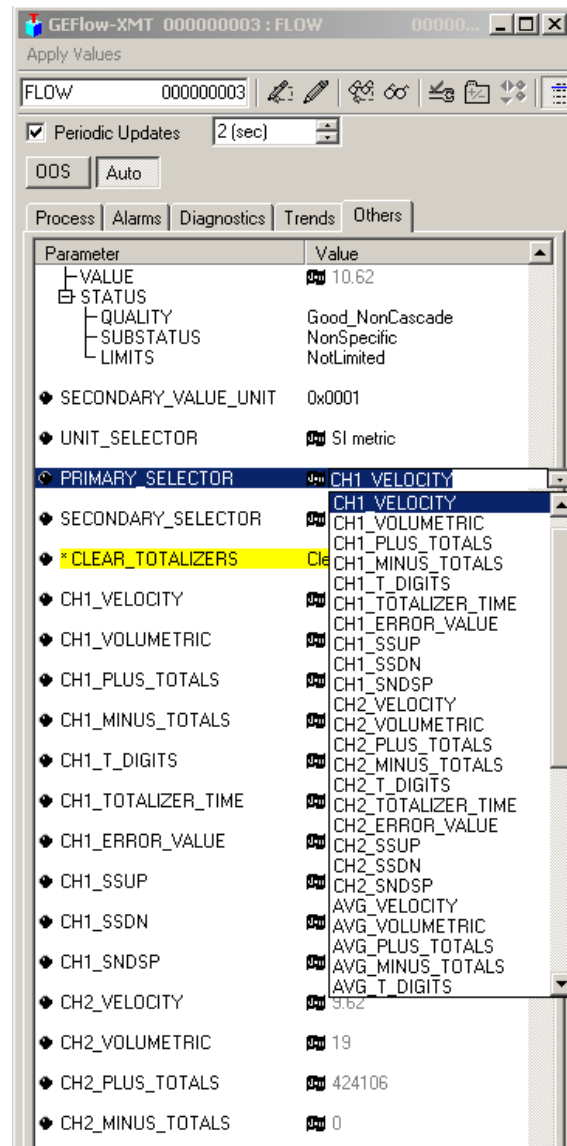 GEFlow-XMT 000000003 : FLOW 00000...
Apply Values
FLOW 000000003
Periodic Updates 2 (sec)
OOS Auto
Process Alarms Diagnostics Trends Others
Parameter Value
VALUE 10.62
STATUS
QUALITY Good_NonCascade
SUBSTATUS NonSpecific
LIMITS NotLimited
SECONDARY_VALUE_UNIT 0x0001
UNIT_SELECTOR SI metric
PRIMARY_SELECTOR CH1_VELOCITY
CH1_VELOCITY
SECONDARY_SELECTOR CH1_VOLUMETRIC
CH1_PLUS_TOTALS
* CLEAR_TOTALIZERS Cle CH1_MINUS_TOTALS
CH1_T_DIGITS
CH1_VELOCITY CH1_TOTALIZER_TIME
CH1_ERROR_VALUE
CH1_VOLUMETRIC CH1_SSUP
CH1_SSDN
CH1_PLUS_TOTALS CH1_SNDSP
CH2_VELOCITY
CH1_MINUS_TOTALS CH2_VOLUMETRIC
CH2_PLUS_TOTALS
CH1_T_DIGITS CH2_MINUS_TOTALS
CH2_T_DIGITS
CH1_TOTALIZER_TIME CH2_TOTALIZER_TIME
CH2_ERROR_VALUE
CH1_ERROR_VALUE CH2_SSUP
CH2_SSDN
CH1_SSUP CH2_SNDSP
AVG_VELOCITY
CH1_SSDN AVG_VOLUMETRIC
AVG_PLUS_TOTALS
CH1_SNDSP AVG_MINUS_TOTALS
AVG_T_DIGITS
CH2_VELOCITY 9.62
CH2_VOLUMETRIC 19
CH2_PLUS_TOTALS 424106
CH2_MINUS_TOTALS 0